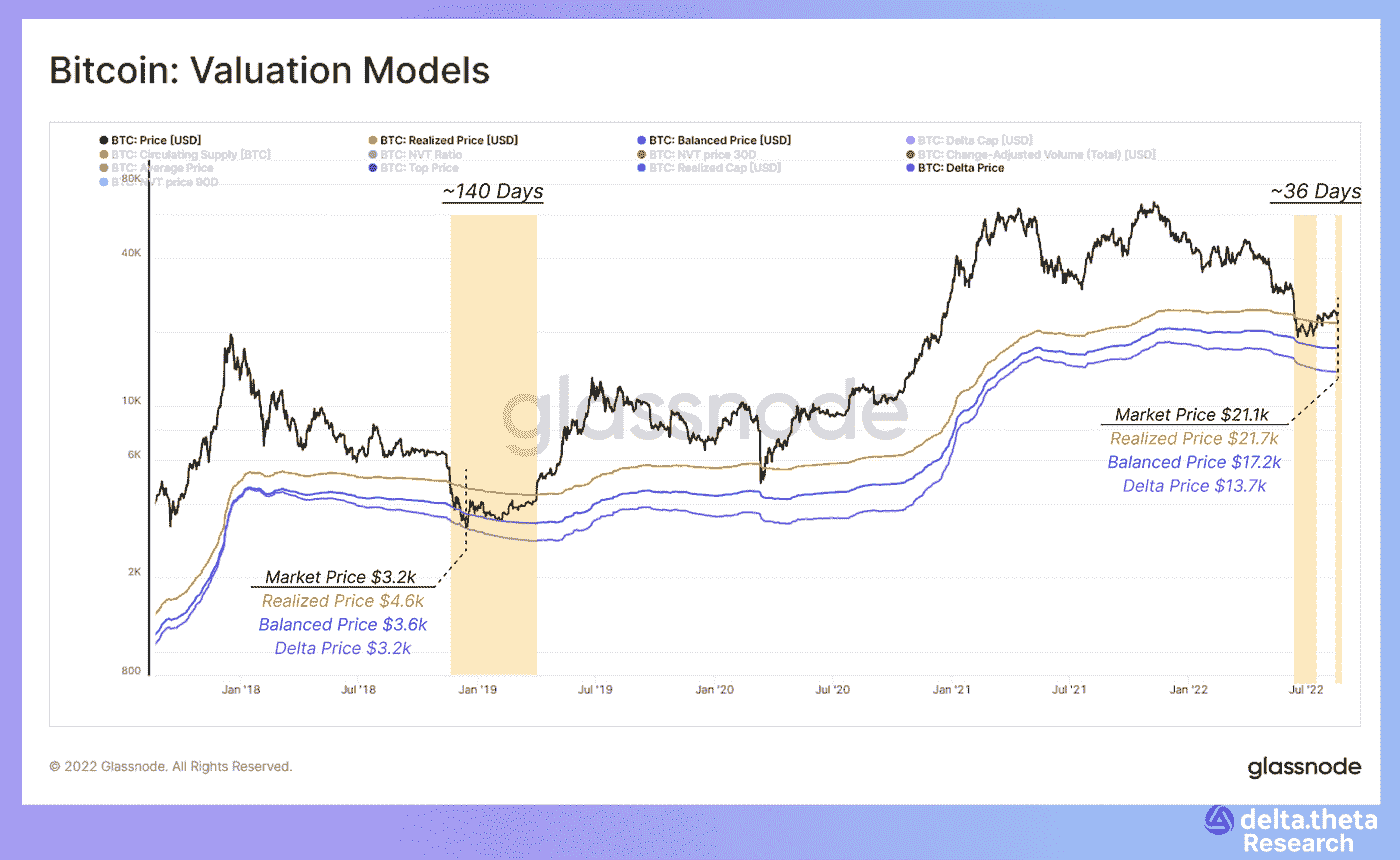 Bitcoin: Valuation Models
BTC: Price [USD]
BTC: Realized Price [USD]
BTC: Balanced Price [USD]
BTC: Delta Cap [USD]
BTC: Circulating Supply [BTC]
BTC: NVT Ratio
BTC: NVT price 30D
BTC: Change-Adjusted Volume (Total) [USD]
BTC: Average Price
BTC: Top Price
BTC: Realized Cap [USD]
BTC: Delta Price
BTC: NVT price 90D
80K
~140 Days
~36 Days
40K
glassnode
10K
Market Price $21.1k
Realized Price $21.7k
6K
Balanced Price $17.2k
Delta Price $13.7k
2K
Market Price $3.2k
Realized Price $4.6k
Balanced Price $3.6k
Delta Price $3.2k
800
Jan '18
Jul '18
Jan '19
Jul '19
Jan '20
Jul '20
Jan '21
Jul '21
Jan '22
Jul '22
© 2022 Glassnode. All Rights Reserved.
glassnode
delta.theta
Research